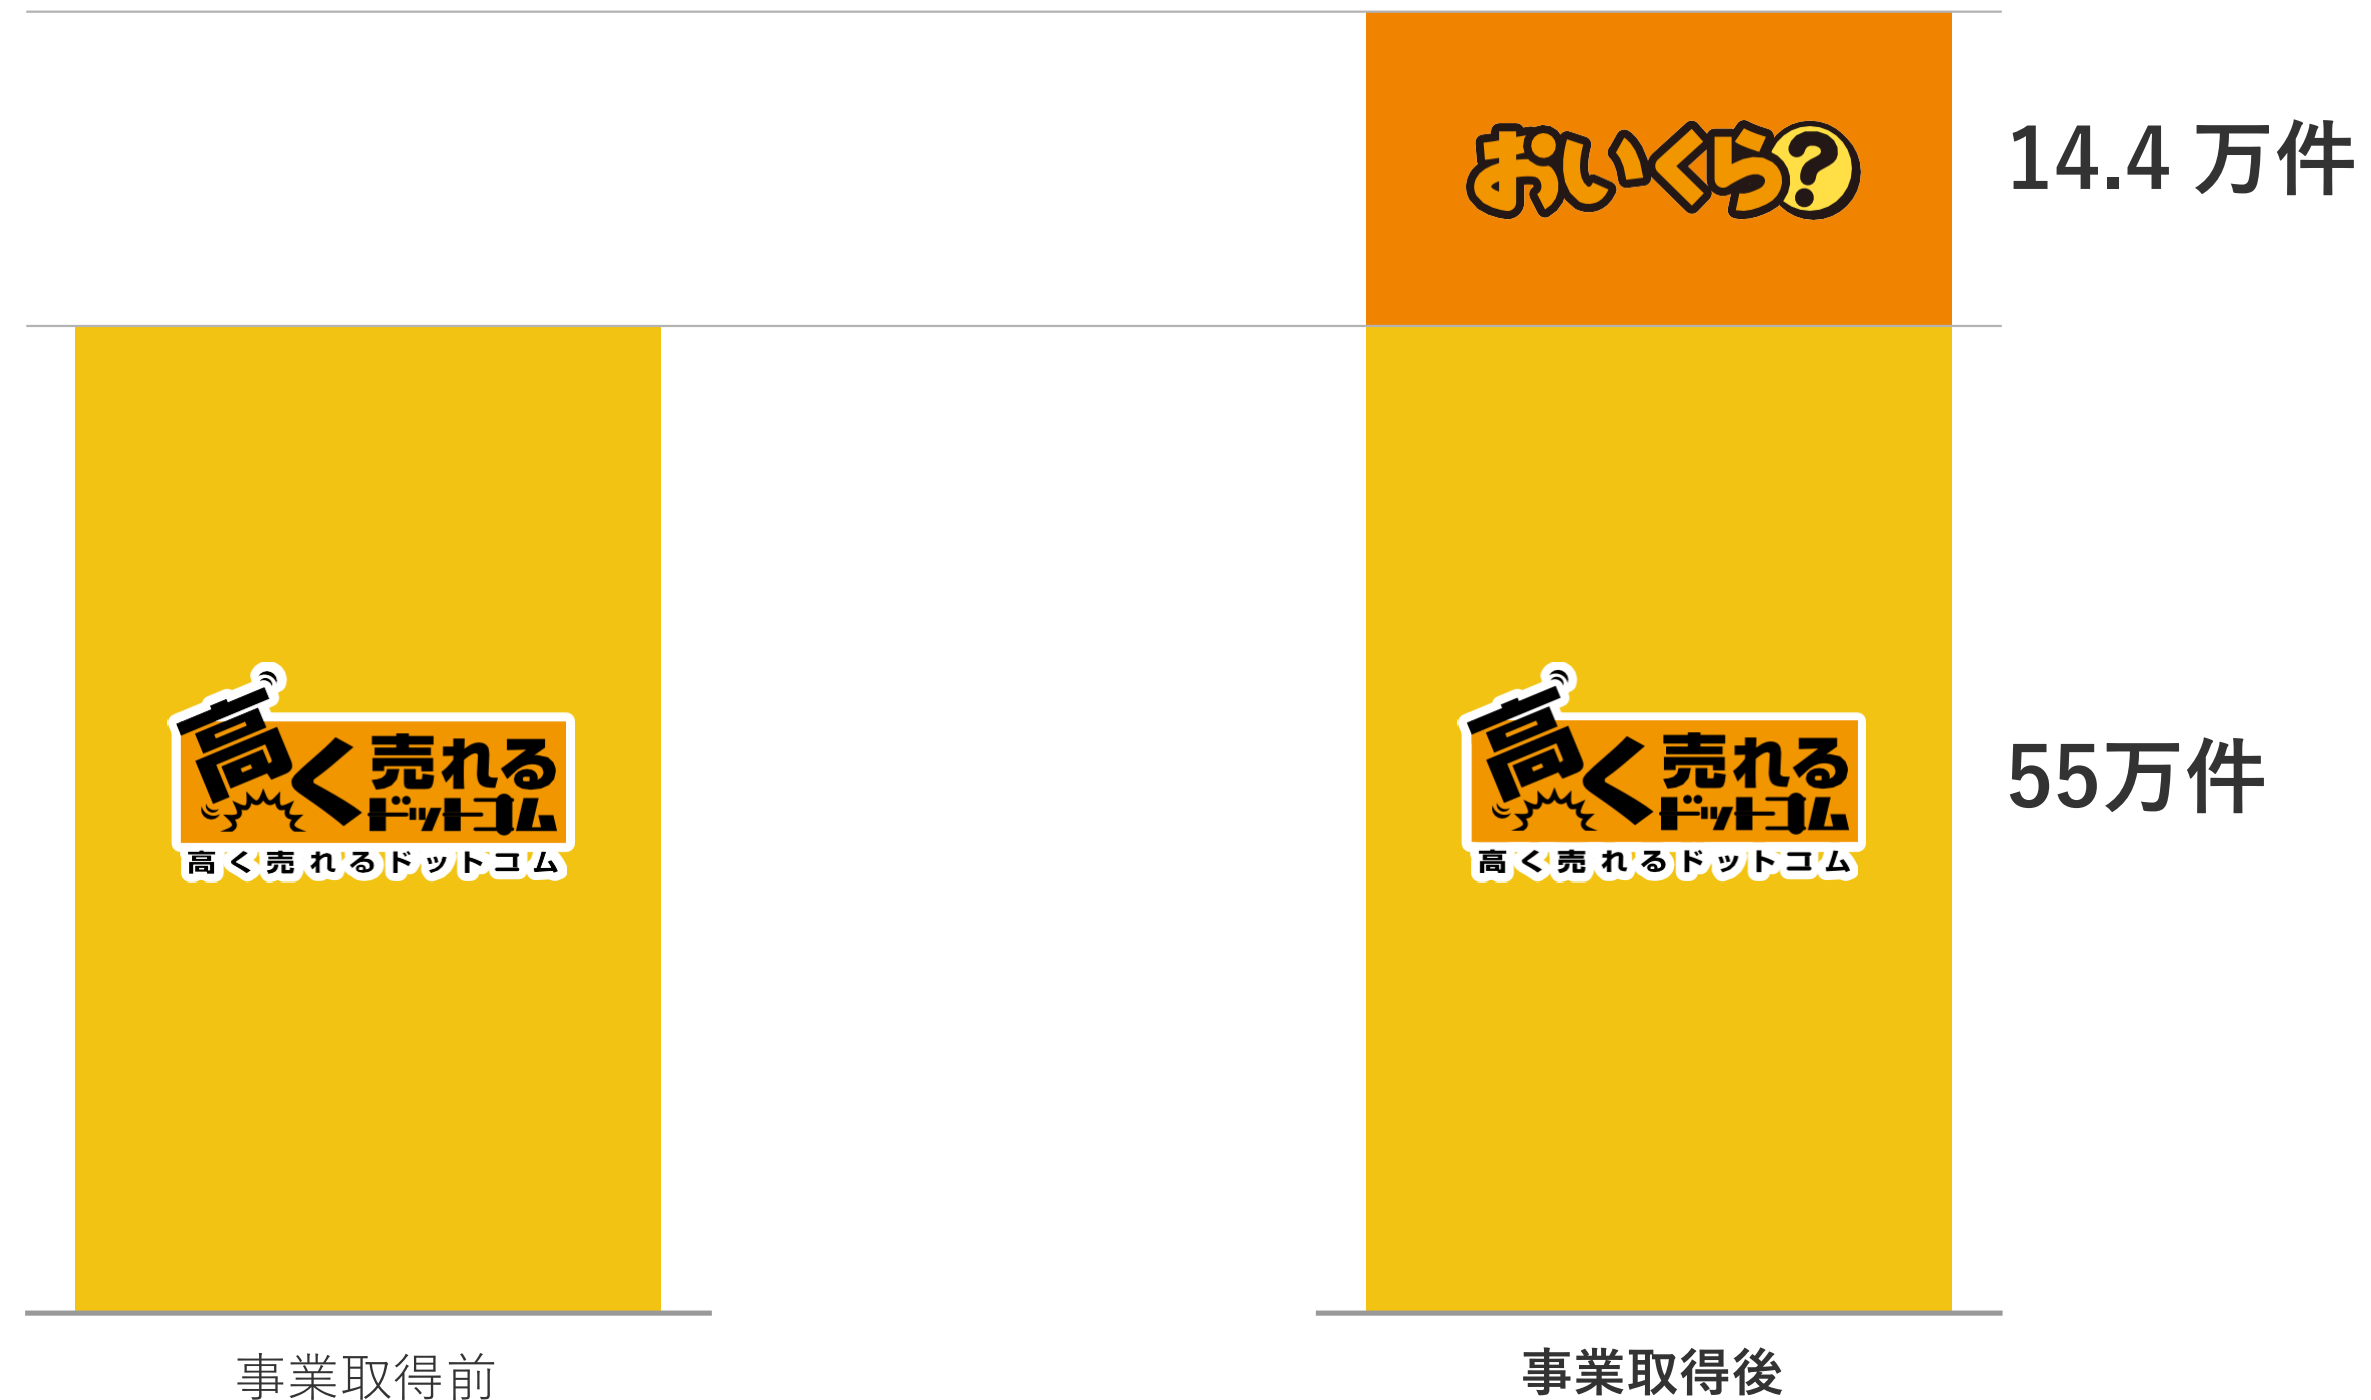 おいくら?
14.4 万件
高く売れる
ドットコム
高く売れるドットコム
高く売れる
ドットコム
高く売れるドットコム
55万件
事業取得前
事業取得後